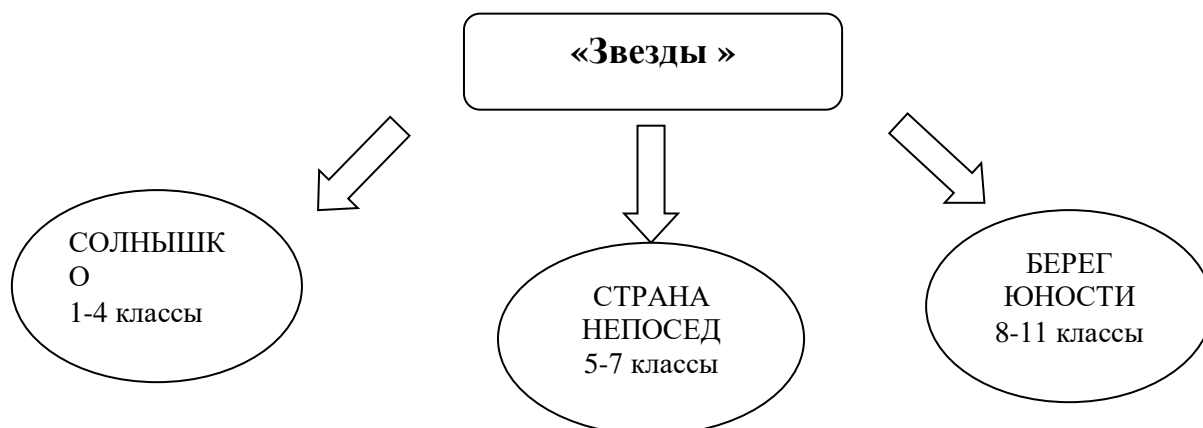 «Звезды »
СОЛНЫШК
О
1-4 классы
СТРАНА
НЕПОСЕД
5-7 классы
БЕРЕГ
ЮНОСТИ
8-11 классы